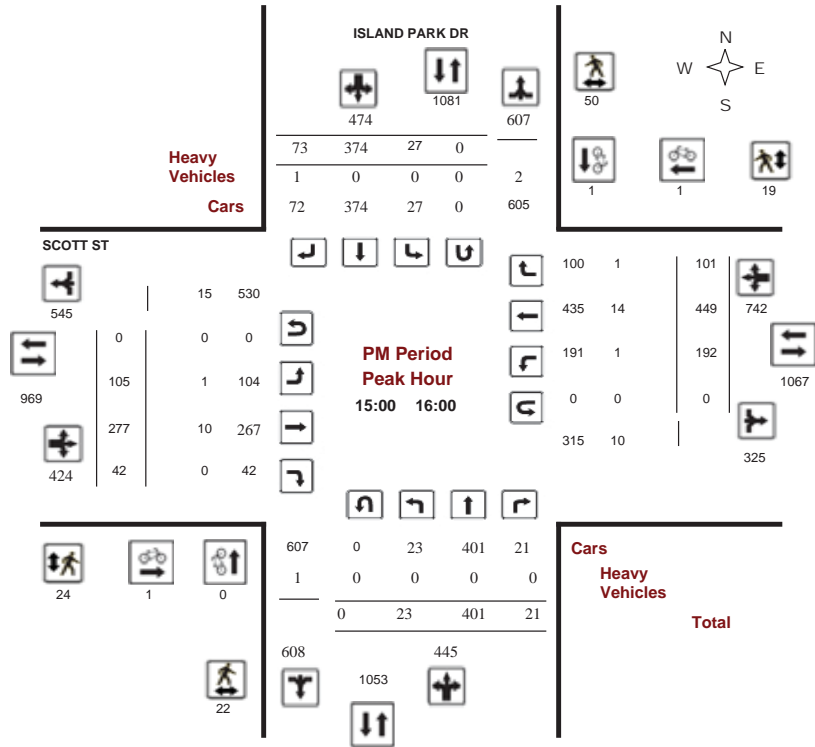 ISLAND PARK DR
N
W E
S
1081
50
474 607
73 374 27 0
Heavy
Vehicles
1 0 0 0 2
Cars
72 374 27 0 605
1 1 19
SCOTT ST
545
15 530
100 1 101
742
435 14 449
969
0 0 0 0
191 1 192
1067
105 1 104
0 0 0
277 10 267
315 10
325
424
42 0 42
PM Period
Peak Hour
15:00 16:00
607 0 23 401 21
Cars
1 0 0 0 0
Heavy
Vehicles
0 23 401 21
Total
24 1 0
608 445
1053
22